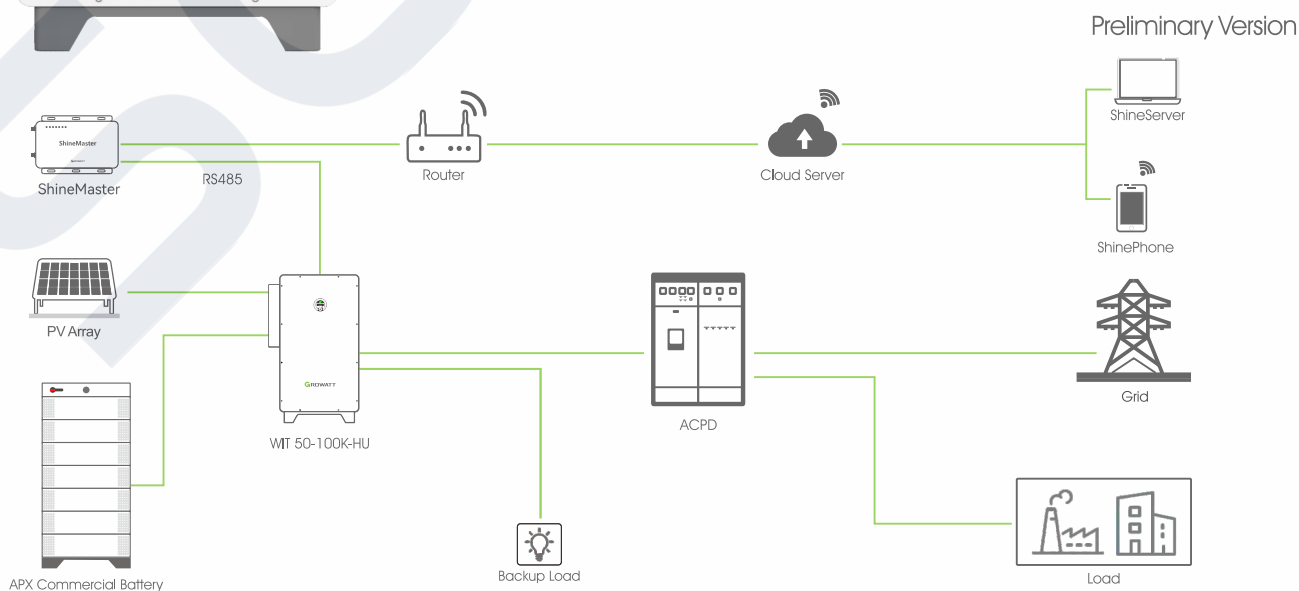 Preliminary Version
ShineServer
ShineMaster
GROWATT
ShineMaster
RS485
Router
Cloud Server
ShinePhone
PV Array
GROWATT
WIT 50-100K-HU
ACPD
Grid
Backup Load
Load
APX Commercial Battery